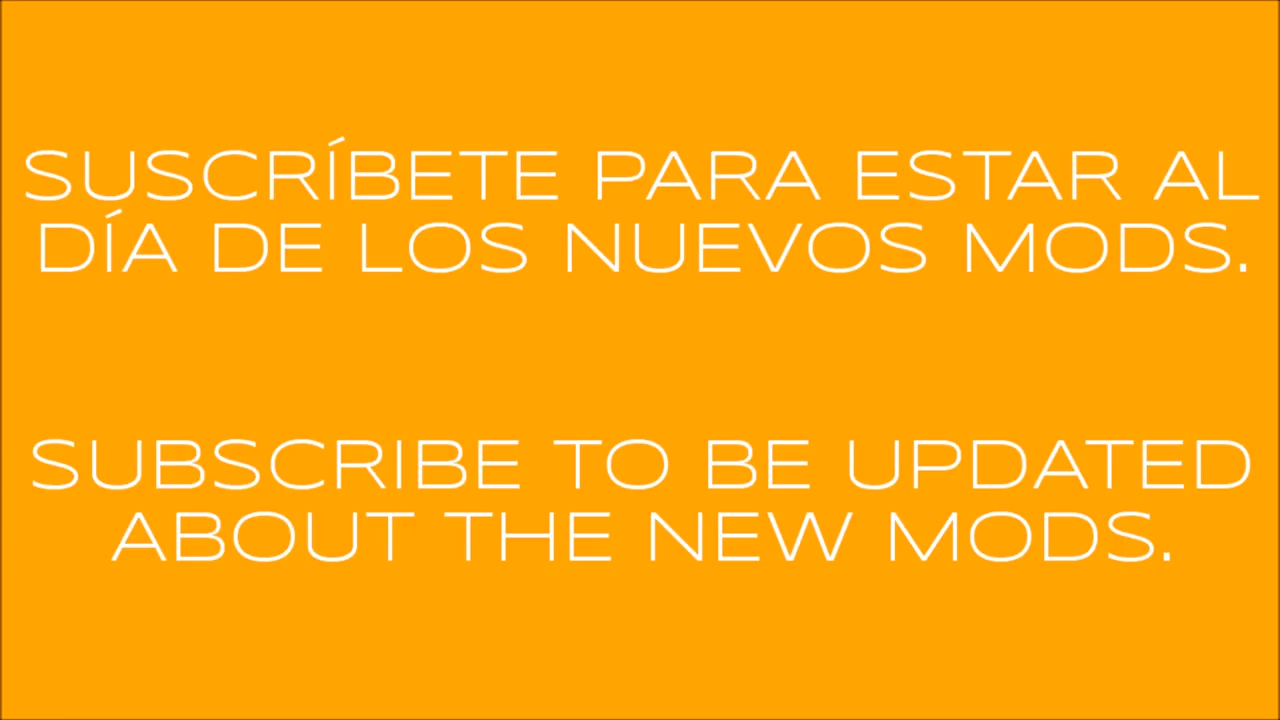 SUSCRÍBETE PARA ESTAR AL
DÍA DE LOS NUEVOS MODS.
SUBSCRIBE TO BE UPDATED
ABOUT THE NEW MODS.